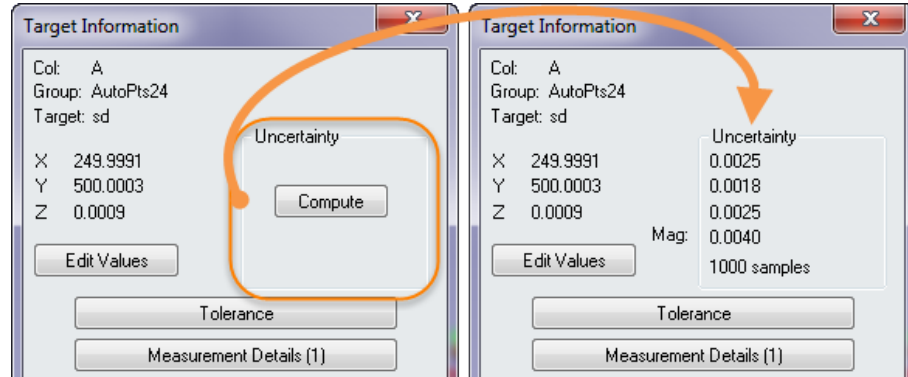 Target Information
Col: A
Group: AutoPts24
Target: sd
Uncertainty
X 249.9991
Y 500.0003
Z 0.0009
Compute
Edit Values
Tolerance
Measurement Details (1)
Target Information
Col: A
Group: AutoPts24
Target: sd
Uncertainty
X 249.9991 0.0025
Y 500.0003 0.0018
Z 0.0009 0.0025
Mag: 0.0040
Edit Values
1000 samples
Tolerance
Measurement Details (1)